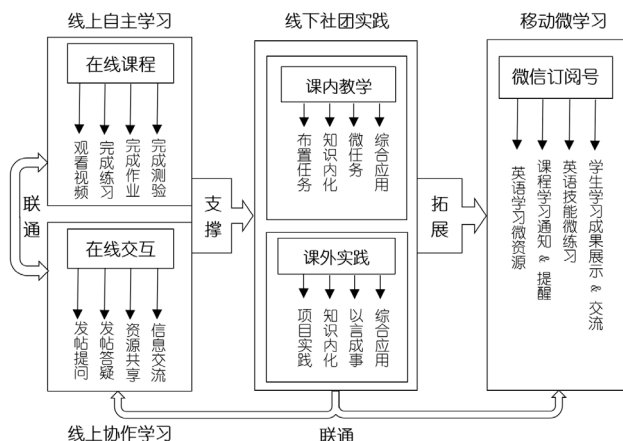 线上自主学习
线下社团实践
移动微学习
在线课程
观看视频
完成练习
完成作业
完成测验
联通
在线交互
发帖提问
发帖答疑
资源共享
信息交流
线上协作学习
支撑
课内教学
布置任务
知识内化
微任务
综合应用
课外实践
项目实践
知识内化
以言成事
综合应用
拓展
微信订阅号
英语学习微资源
课程学习通知 & 提醒
英语技能微练习
学生学习成果展示 & 交流
联通